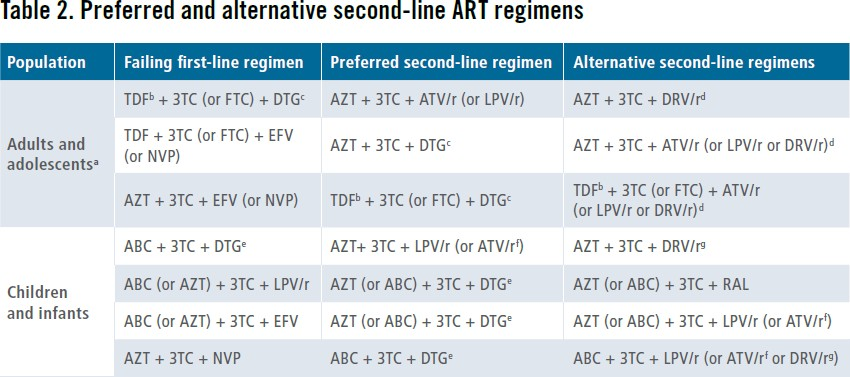 Table 2. Preferred and alternative second-line ART regimens
Population Failing first-line regimen Preferred second-line regimen Alternative second-line regimens
Adults and adolescentsᵃ
TDFᵇ + 3TC (or FTC) + DTGᶜ AZT + 3TC + ATV/r (or LPV/r) AZT + 3TC + DRV/rᵈ
TDF + 3TC (or FTC) + EFV (or NVP) AZT + 3TC + DTGᶜ AZT + 3TC + ATV/r (or LPV/r or DRV/r)ᵈ
AZT + 3TC + EFV (or NVP) TDFᵇ + 3TC (or FTC) + DTGᶜ TDFᵇ + 3TC (or FTC) + ATV/r (or LPV/r or DRV/r)ᵈ
Children and infants
ABC + 3TC + DTGᵉ AZT+ 3TC + LPV/r (or ATV/rᶠ) AZT + 3TC + DRV/rᵍ
ABC (or AZT) + 3TC + LPV/r AZT (or ABC) + 3TC + DTGᵉ AZT (or ABC) + 3TC + RAL
ABC (or AZT) + 3TC + EFV AZT (or ABC) + 3TC + DTGᵉ AZT (or ABC) + 3TC + LPV/r (or ATV/rᶠ)
AZT + 3TC + NVP ABC + 3TC + DTGᵉ ABC + 3TC + LPV/r (or ATV/rᶠ or DRV/rᵍ)